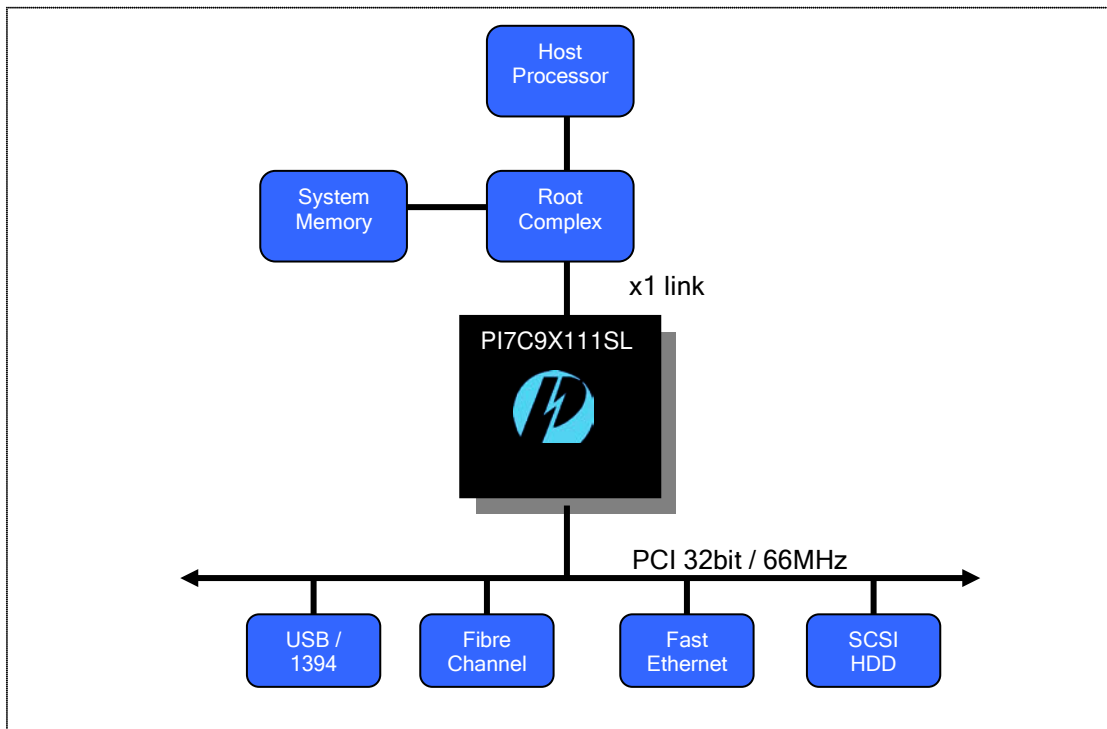 Host
Processor
System
Memory
Root
Complex
x1 link
PI7C9X111SL
PCI 32bit / 66MHz
USB /
1394
Fibre
Channel
Fast
Ethernet
SCSI
HDD